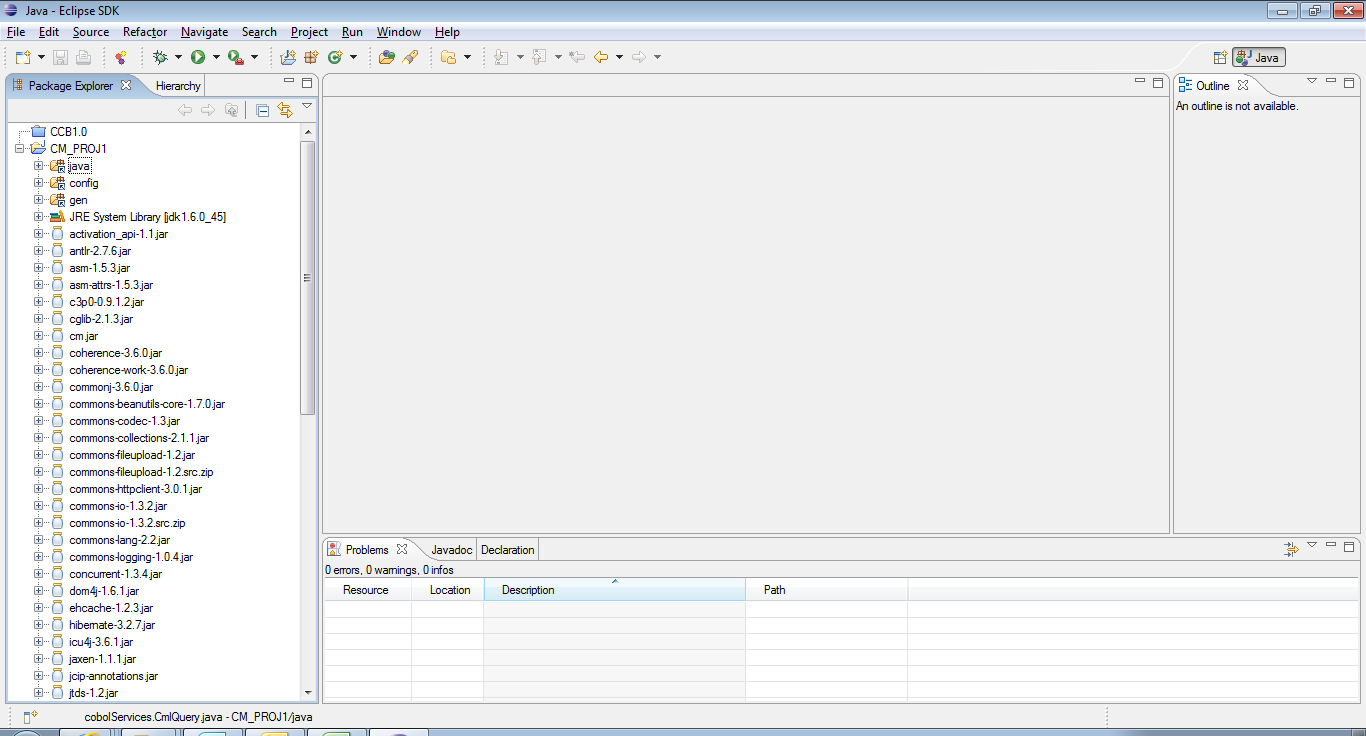 Java - Eclipse SDK
File Edit Source Refactor Navigate Search Project Run Window Help
Java
Package Explorer Hierarchy
Outline
An outline is not available.
CCB1.0
CM_PROJ1
java
config
gen
JRE System Library [jdk1.6.0_45]
activation_api-1.1.jar
antlr-2.7.6.jar
asm-1.5.3.jar
asm-attrs-1.5.3.jar
c3p0-0.9.1.2.jar
cglib-2.1.3.jar
cm.jar
coherence-3.6.0.jar
coherence-work-3.6.0.jar
commonj-3.6.0.jar
commons-beanutils-core-1.7.0.jar
commons-codec-1.3.jar
commons-collections-2.1.1.jar
commons-fileupload-1.2.jar
commons-fileupload-1.2.src.zip
commons-httpclient-3.0.1.jar
commons-io-1.3.2.jar
commons-io-1.3.2.src.zip
commons-lang-2.2.jar
commons-logging-1.0.4.jar
concurrent-1.3.4.jar
dom4j-1.6.1.jar
ehcache-1.2.3.jar
hibernate-3.2.7.jar
icu4j-3.6.1.jar
jaxen-1.1.1.jar
jcip-annotations.jar
jtds-1.2.jar
Problems Javadoc Declaration
0 errors, 0 warnings, 0 infos
Resource Location Description Path
cobolServices.CmlQuery.java - CM_PROJ1/java